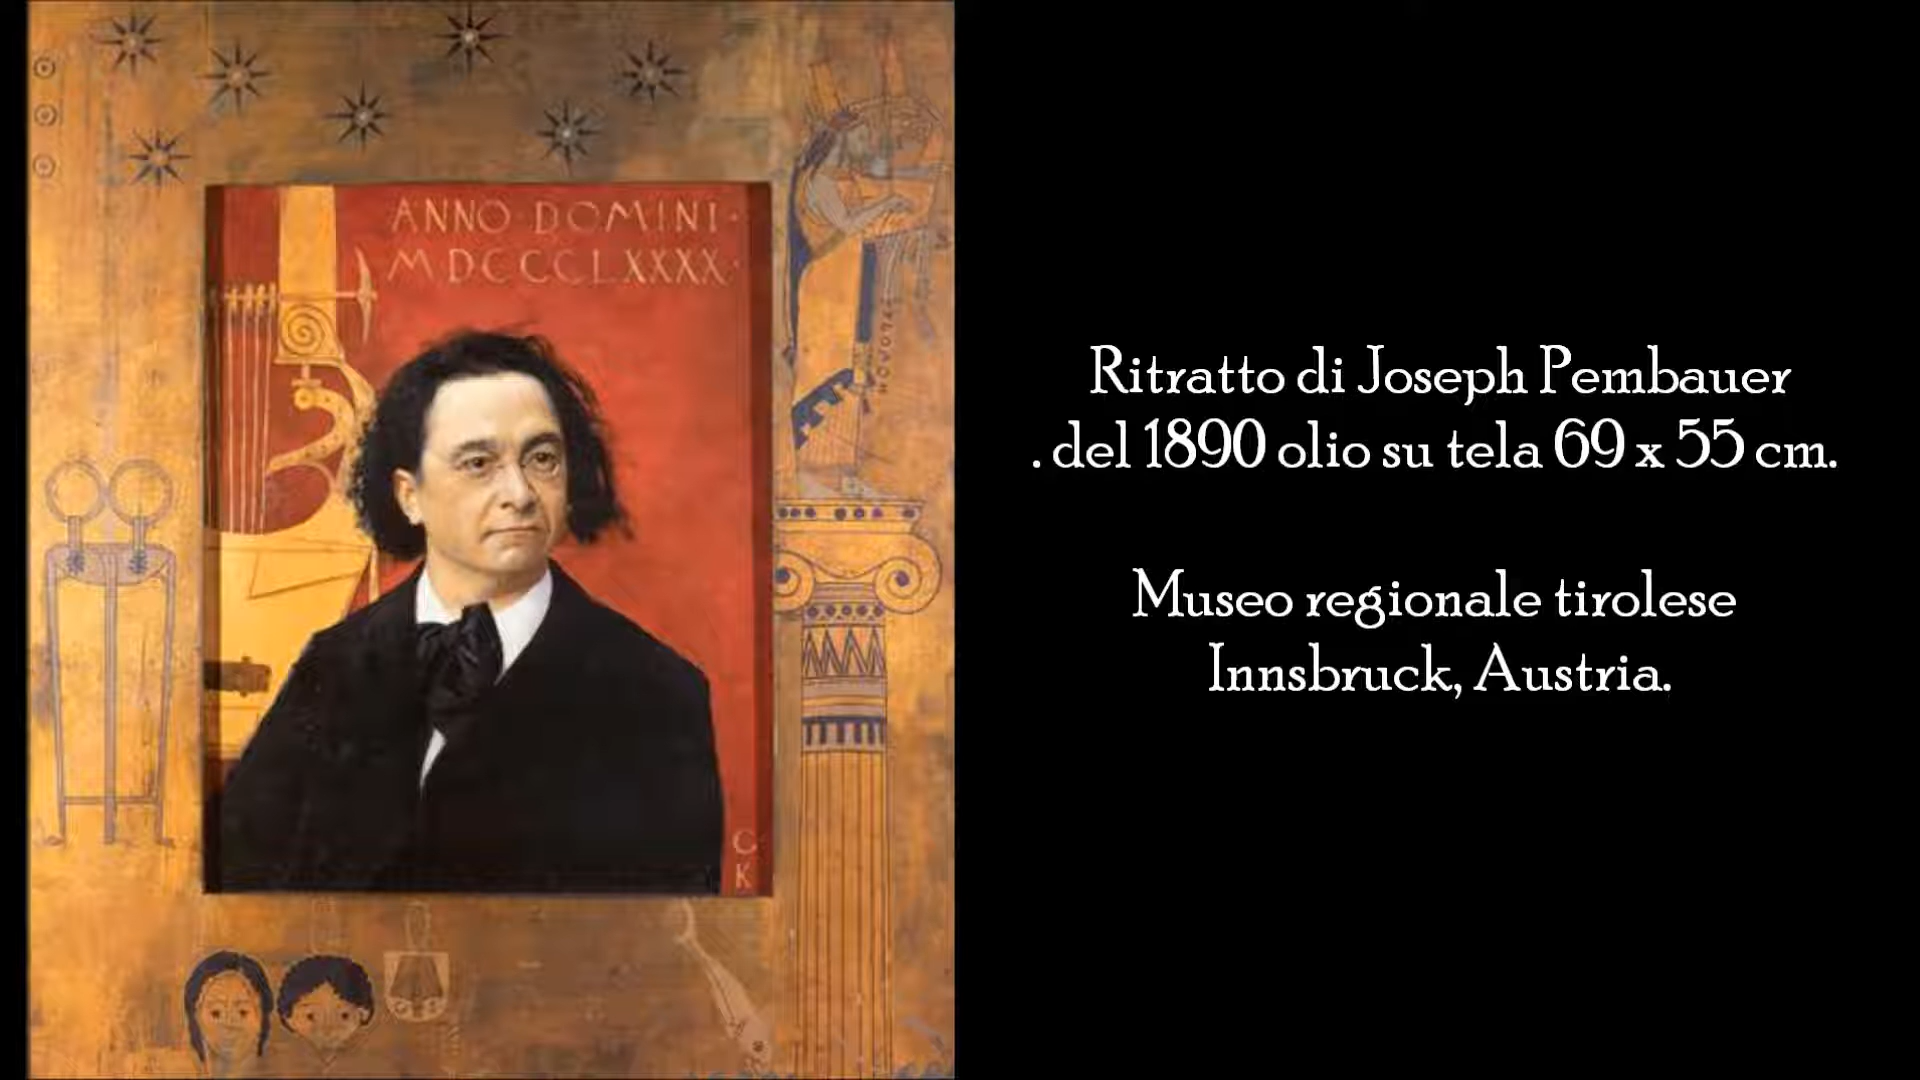 ANNO DOMINI·
MDCCCLXXXX·
G
K
Ritratto di Joseph Pembauer
. del 1890 olio su tela 69 x 55 cm.
Museo regionale tirolese
Innsbruck, Austria.